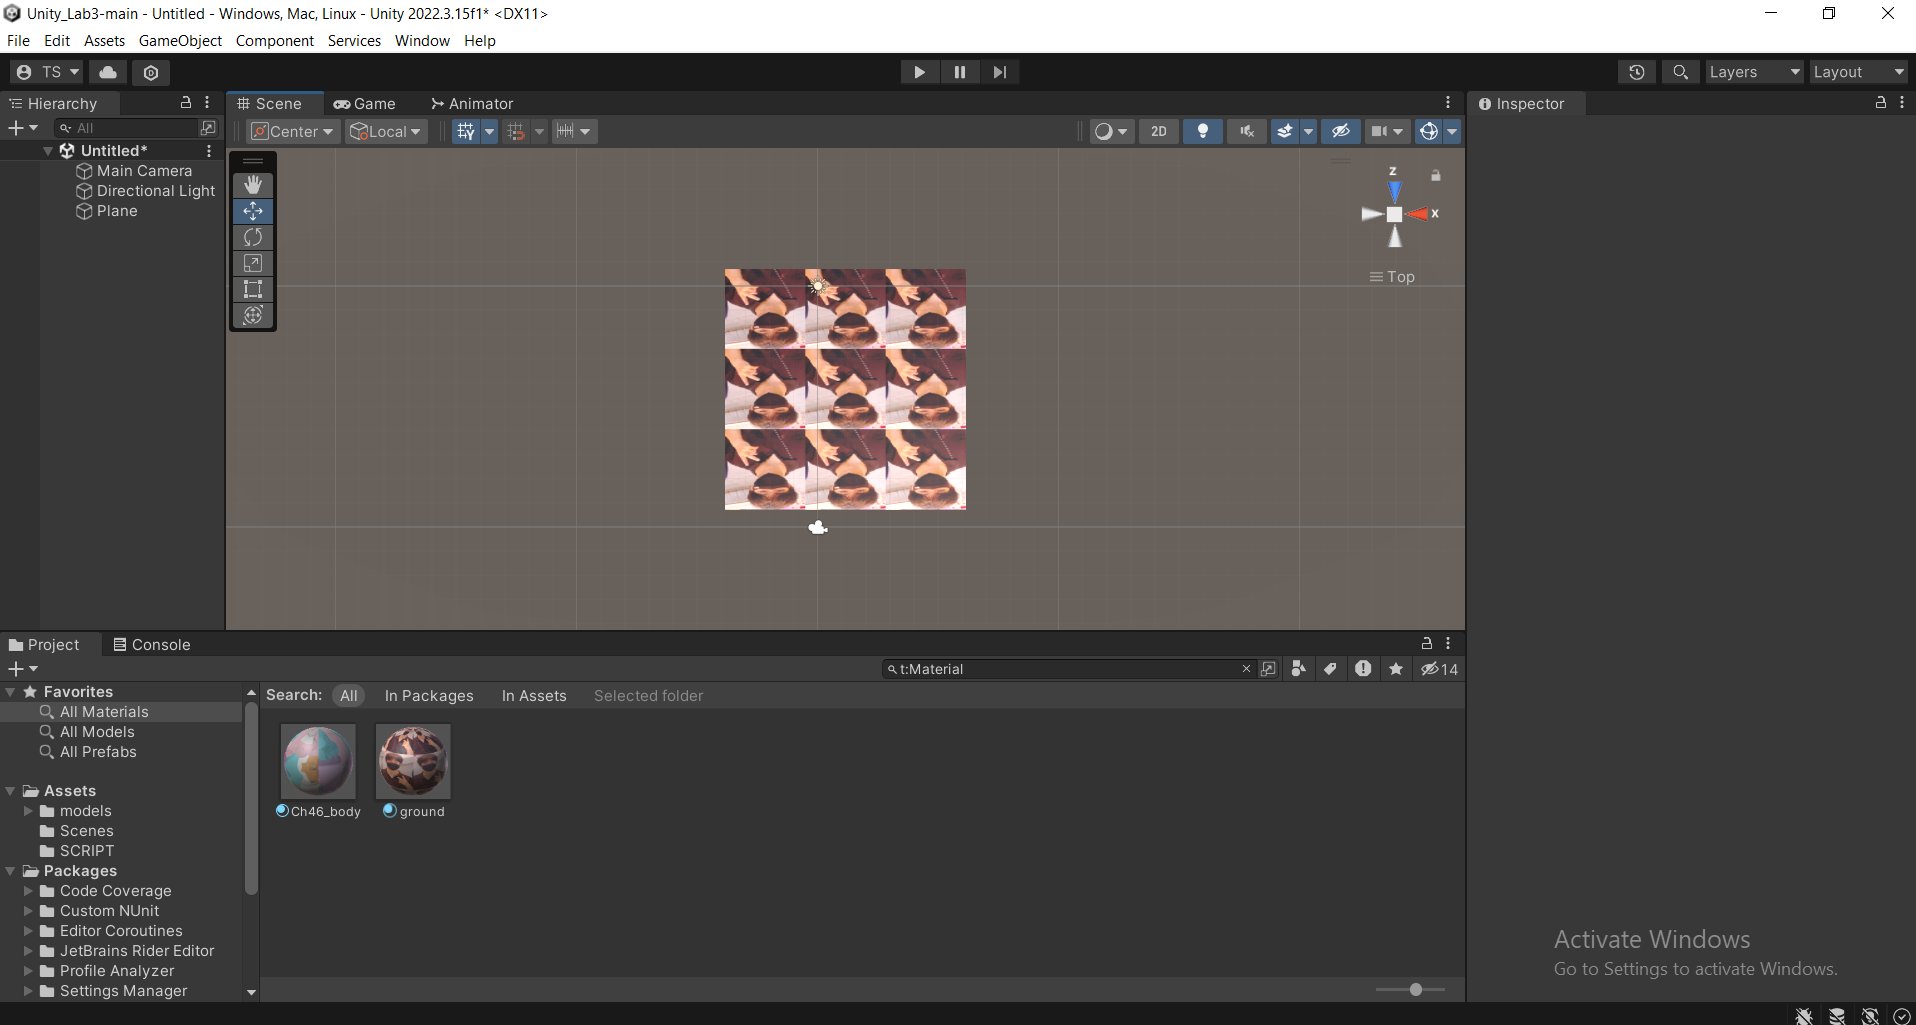 Unity_Lab3-main - Untitled - Windows, Mac, Linux - Unity 2022.3.15f1* <DX11>
File Edit Assets GameObject Component Services Window Help
TS Layers Layout
Hierarchy Scene Game Animator Inspector
All Center Local 2D
Untitled*
Main Camera
Directional Light
Plane
z
x
Top
Project Console
t:Material 14
Favorites Search: All In Packages In Assets Selected folder
All Materials
All Models
All Prefabs
Assets
models Ch46_body ground
Scenes
SCRIPT
Packages
Code Coverage
Custom NUnit
Editor Coroutines
JetBrains Rider Editor
Profile Analyzer
Settings Manager
Activate Windows
Go to Settings to activate Windows.